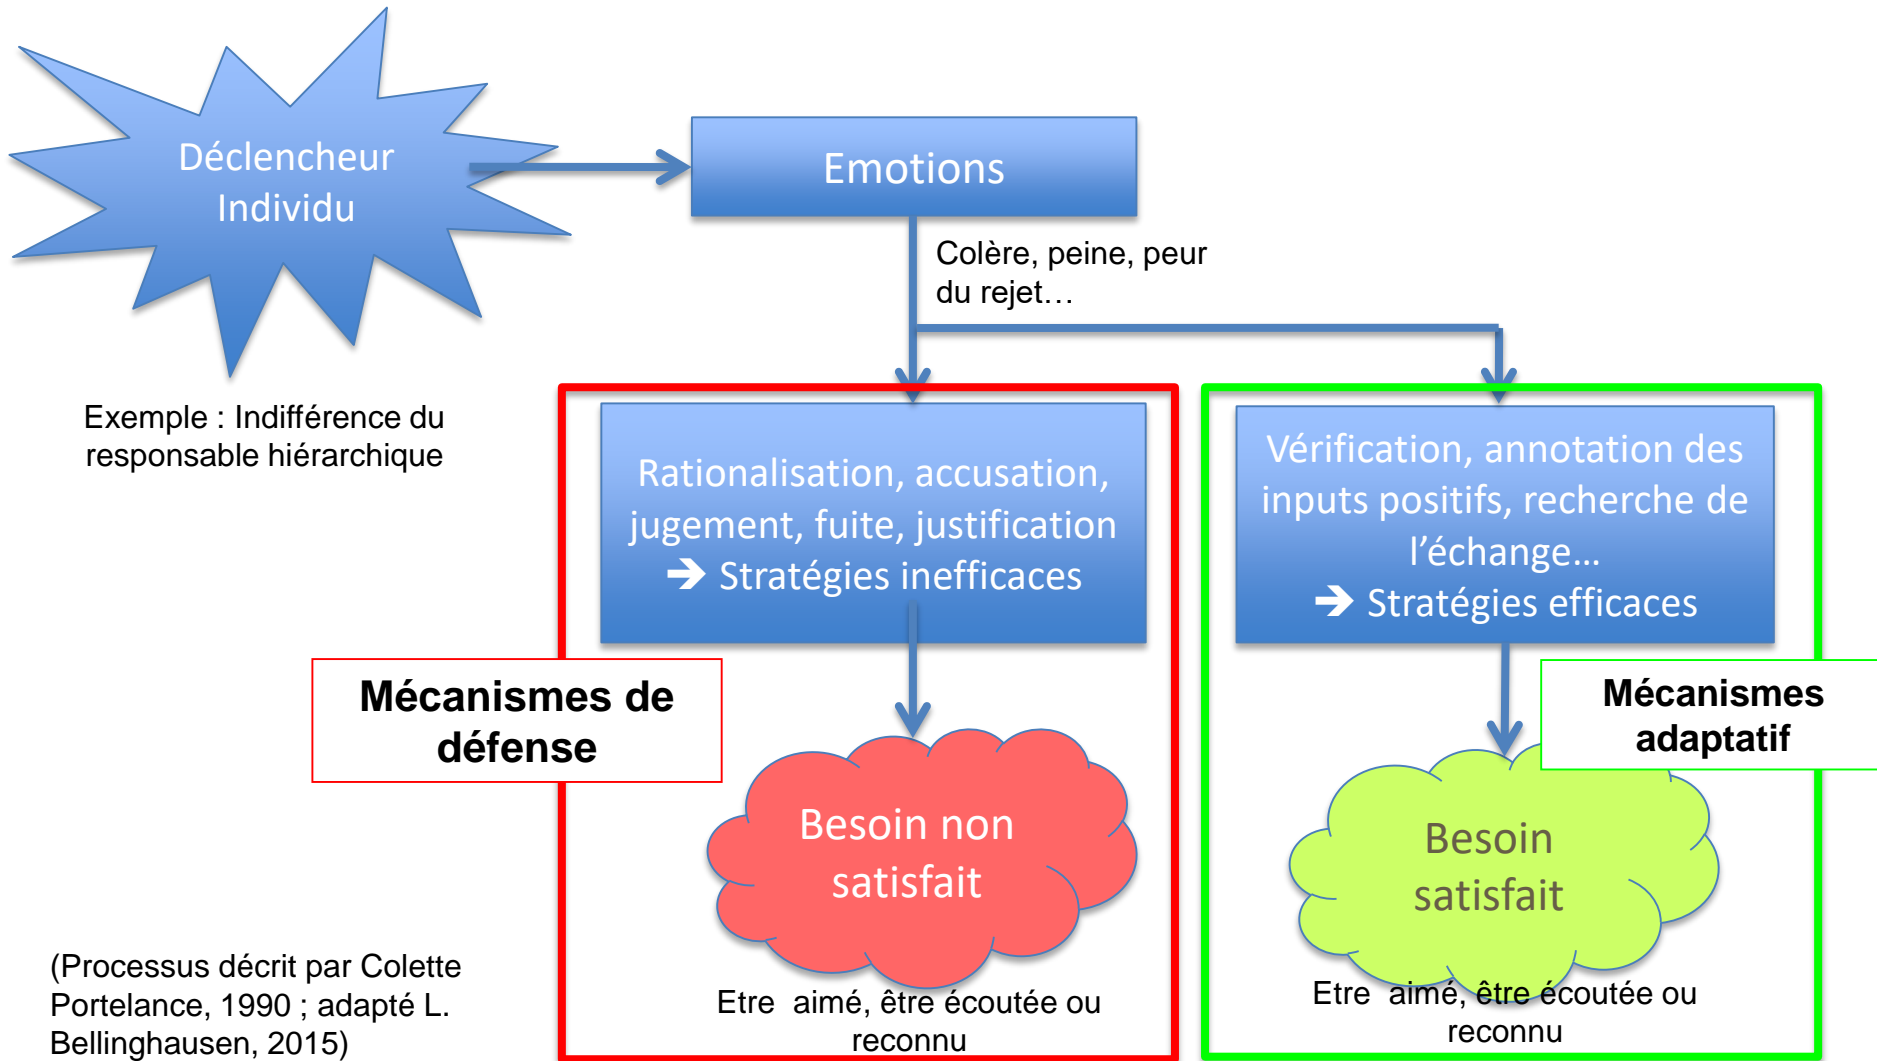 Déclencheur
Individu
Emotions
Colère, peine, peur
du rejet…
Exemple : Indifférence du
responsable hiérarchique
Rationalisation, accusation,
jugement, fuite, justification
➔ Stratégies inefficaces
Vérification, annotation des
inputs positifs, recherche de
l’échange…
➔ Stratégies efficaces
Mécanismes de
défense
Mécanismes
adaptatif
Besoin non
satisfait
Besoin
satisfait
Etre aimé, être écoutée ou
reconnu
Etre aimé, être écoutée ou
reconnu
(Processus décrit par Colette
Portelance, 1990 ; adapté L.
Bellinghausen, 2015)